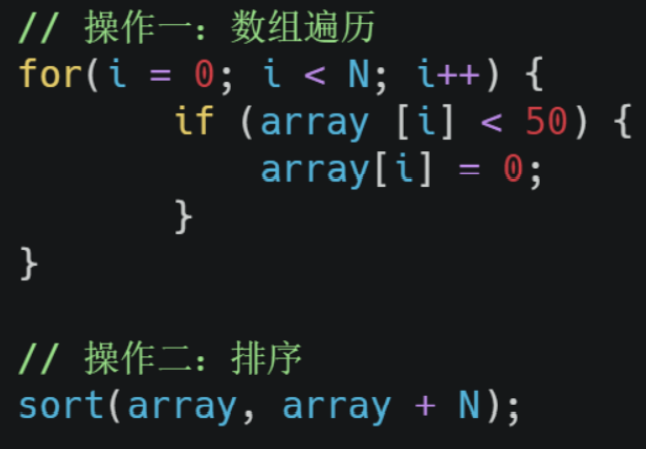 // 操作一：数组遍历
for(i = 0; i < N; i++) {
if (array [i] < 50) {
array[i] = 0;
}
}
// 操作二：排序
sort(array, array + N);